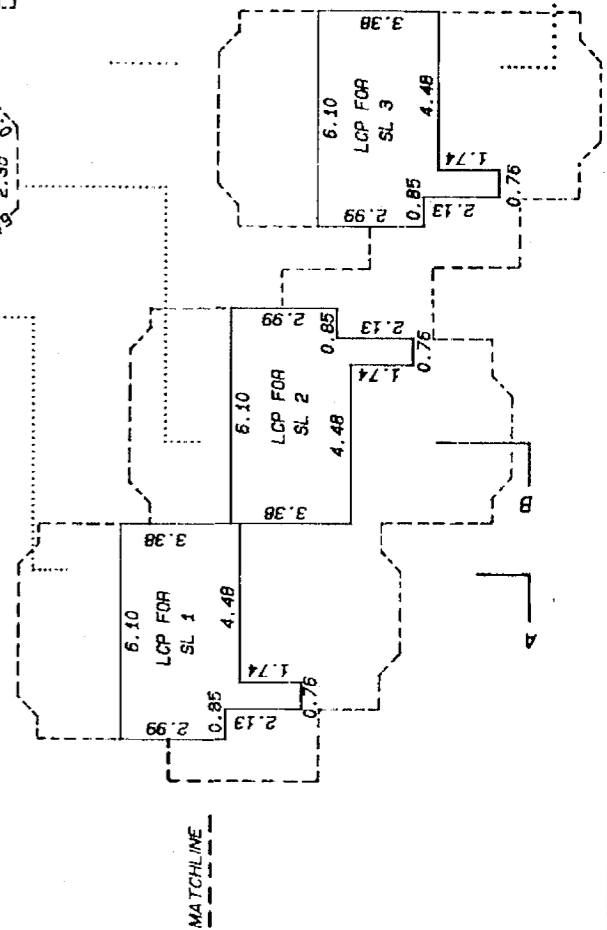 2.30
3.38
6.10
LCP FOR
SL 3
4.48
1.74
0.76
2.13
0.85
2.99
2.99
0.85
2.13
0.76
1.74
6.10
LCP FOR
SL 2
4.48
3.38
B
3.38
6.10
LCP FOR
SL 1
4.48
A
1.74
0.76
2.13
0.85
2.99
MATCHLINE